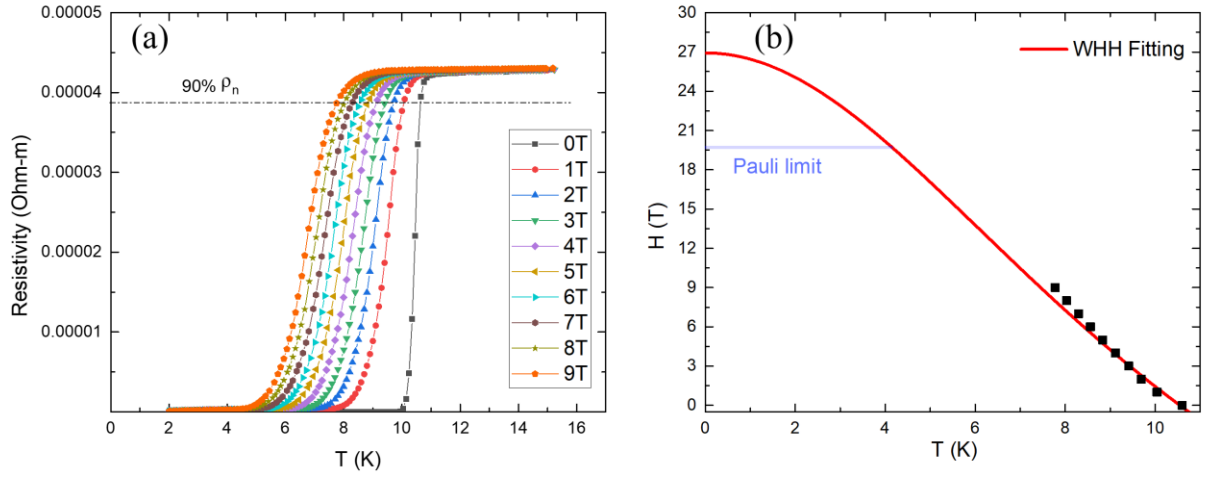 (a)
0.00005
0.00004
0.00003
0.00002
0.00001
Resistivity (Ohm-m)
90% ρn
0T
1T
2T
3T
4T
5T
6T
7T
8T
9T
0 2 4 6 8 10 12 14 16
T (K)
(b)
30
27
24
21
18
15
12
9
6
3
0
H (T)
WHH Fitting
Pauli limit
0 2 4 6 8 10
T (K)